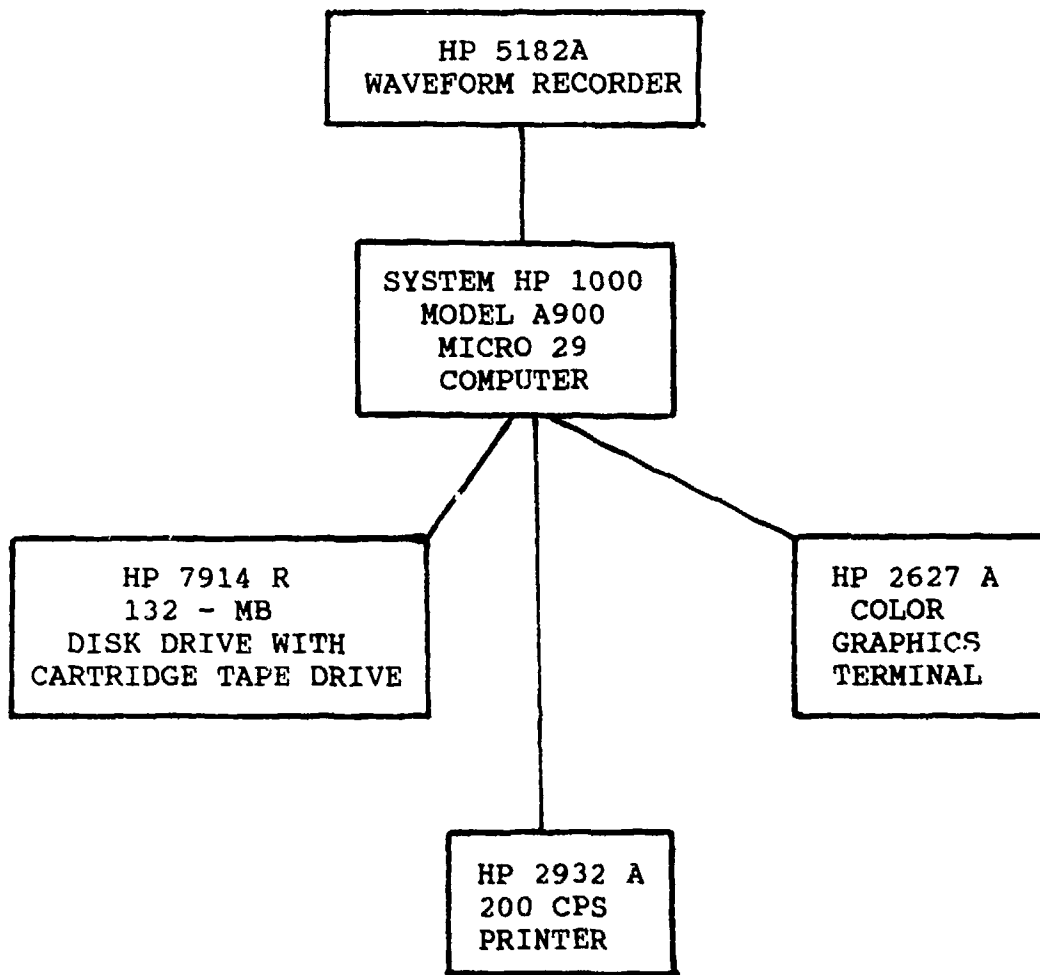 HP 5182A
WAVEFORM RECORDER
SYSTEM HP 1000
MODEL A900
MICRO 29
COMPUTER
HP 7914 R
132 - MB
DISK DRIVE WITH
CARTRIDGE TAPE DRIVE
HP 2627 A
COLOR
GRAPHICS
TERMINAL
HP 2932 A
200 CPS
PRINTER